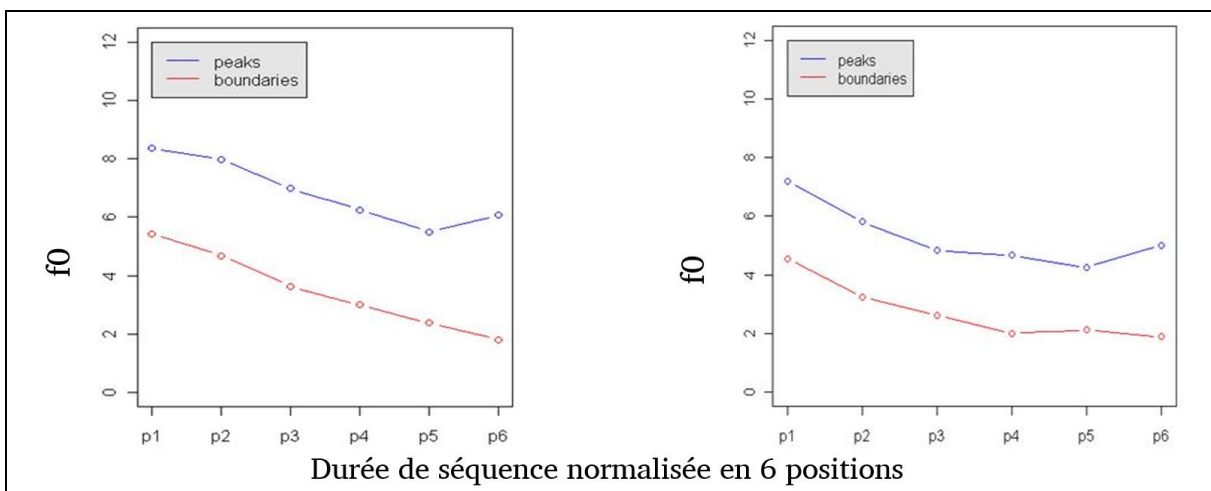 peaks
boundaries
12
10
8
6
4
2
0
f0
p1 p2 p3 p4 p5 p6
peaks
boundaries
12
10
8
6
4
2
0
f0
p1 p2 p3 p4 p5 p6
Durée de séquence normalisée en 6 positions